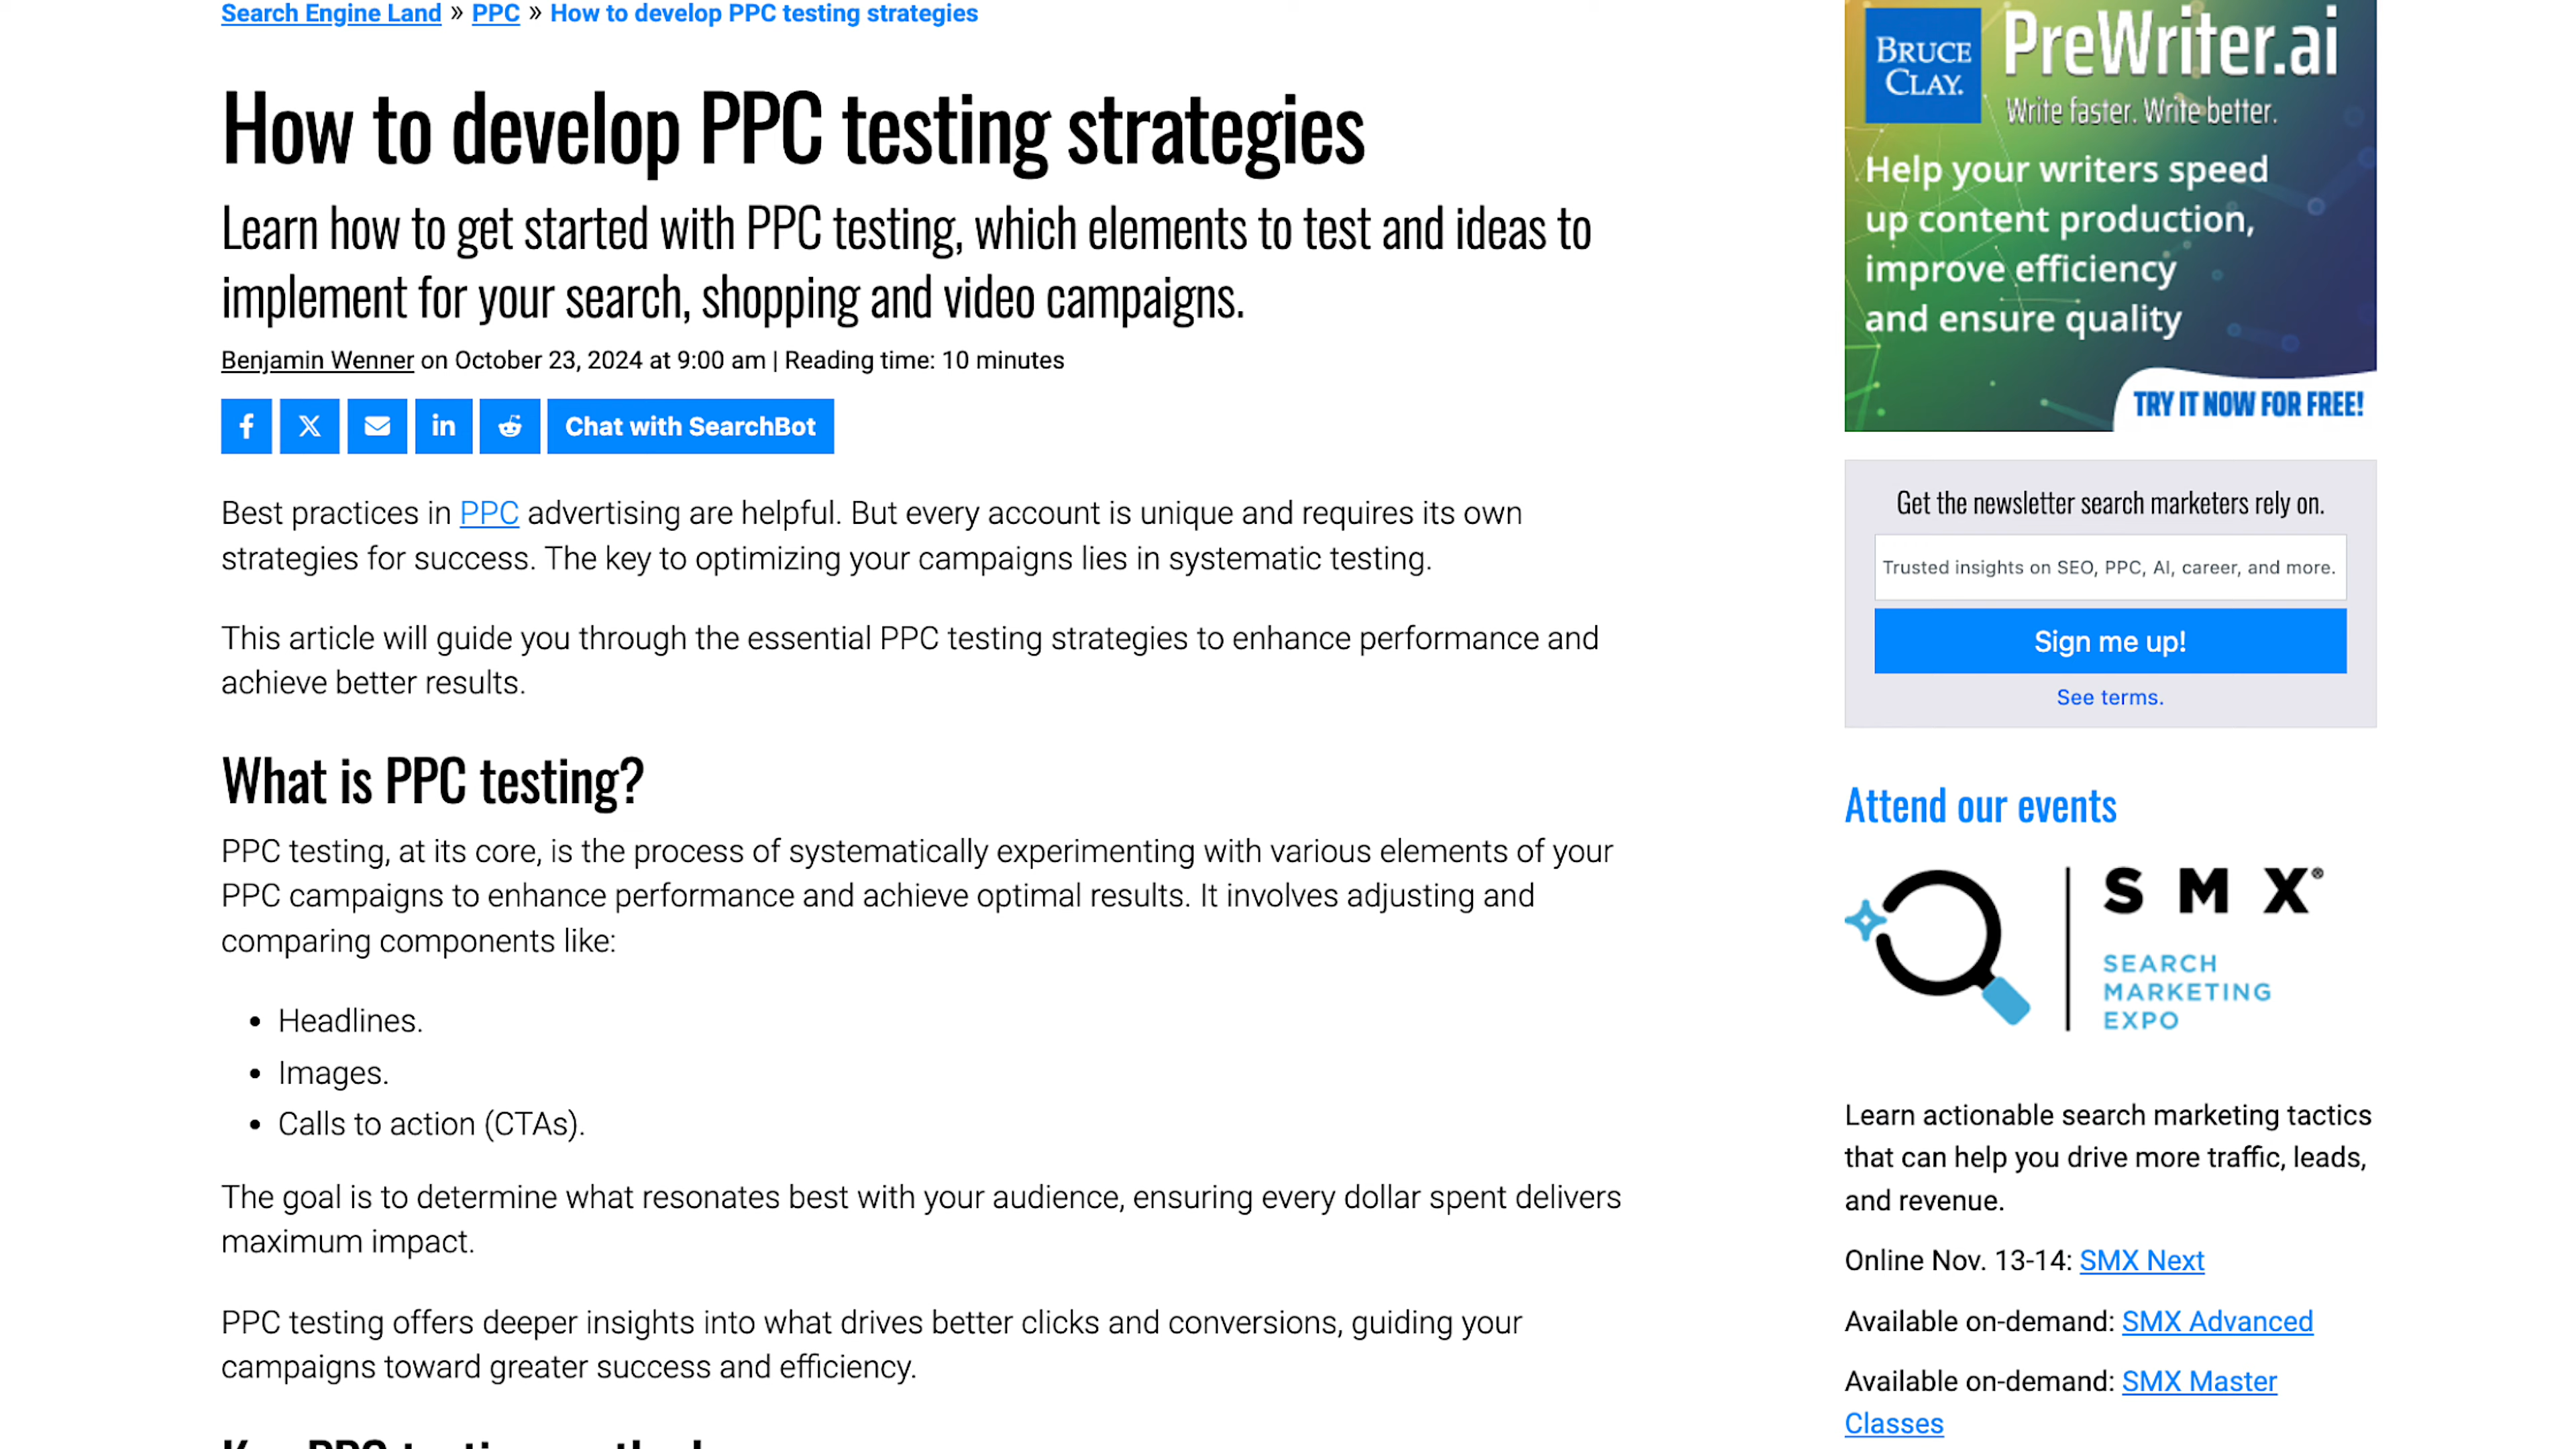 Search Engine Land » PPC » How to develop PPC testing strategies
How to develop PPC testing strategies
Learn how to get started with PPC testing, which elements to test and ideas to
implement for your search, shopping and video campaigns.
Benjamin Wenner on October 23, 2024 at 9:00 am | Reading time: 10 minutes
Chat with SearchBot
Best practices in PPC advertising are helpful. But every account is unique and requires its own
strategies for success. The key to optimizing your campaigns lies in systematic testing.
This article will guide you through the essential PPC testing strategies to enhance performance and
achieve better results.
What is PPC testing?
PPC testing, at its core, is the process of systematically experimenting with various elements of your
PPC campaigns to enhance performance and achieve optimal results. It involves adjusting and
comparing components like:
• Headlines.
• Images.
• Calls to action (CTAs).
The goal is to determine what resonates best with your audience, ensuring every dollar spent delivers
maximum impact.
PPC testing offers deeper insights into what drives better clicks and conversions, guiding your
campaigns toward greater success and efficiency.
BRUCE
CLAY.
PreWriter.ai
Write faster. Write better.
Help your writers speed
up content production,
improve efficiency
and ensure quality
TRY IT NOW FOR FREE!
Get the newsletter search marketers rely on.
Trusted insights on SEO, PPC, AI, career, and more.
Sign me up!
See terms.
Attend our events
SMX®
SEARCH
MARKETING
EXPO
Learn actionable search marketing tactics
that can help you drive more traffic, leads,
and revenue.
Online Nov. 13-14: SMX Next
Available on-demand: SMX Advanced
Available on-demand: SMX Master
Classes